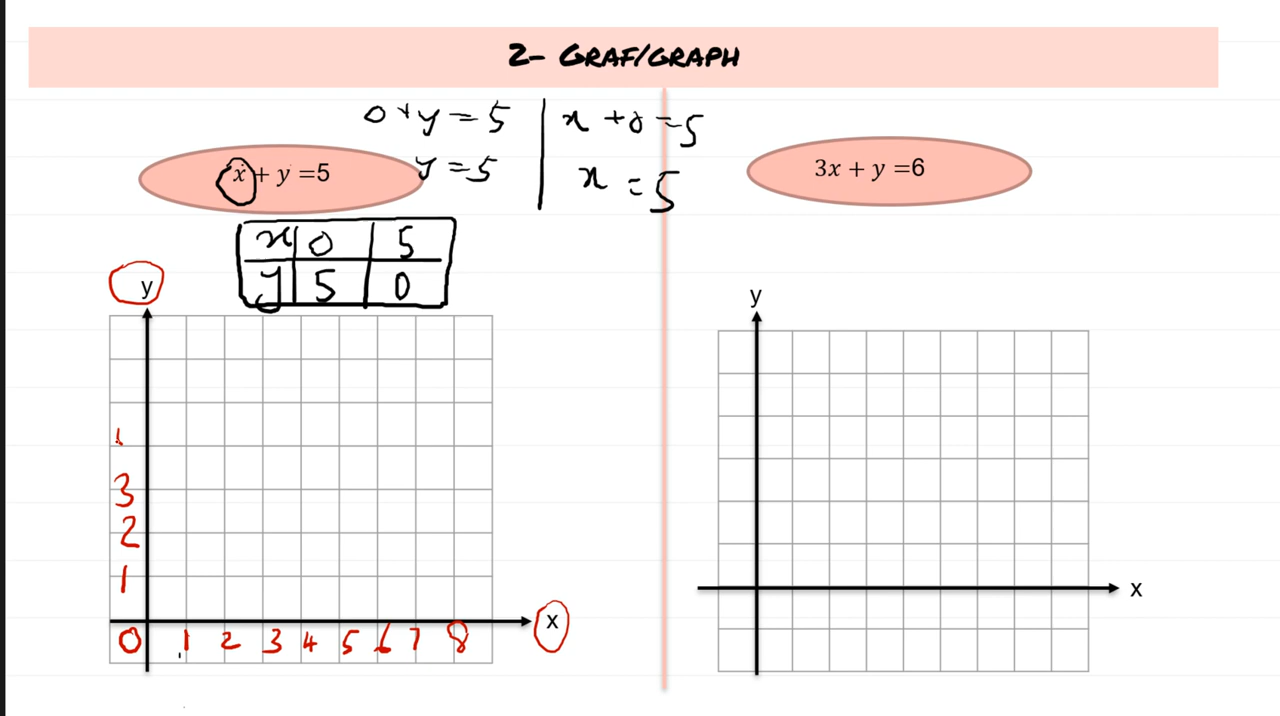 2- GRAF/GRAPH
0+y=5
x+0=5
x + y =5
y=5
x=5
3x + y =6
x 0 5
y 5 0
y
y
3
2
1
x
x
0 1 2 3 4 5 6 7 8